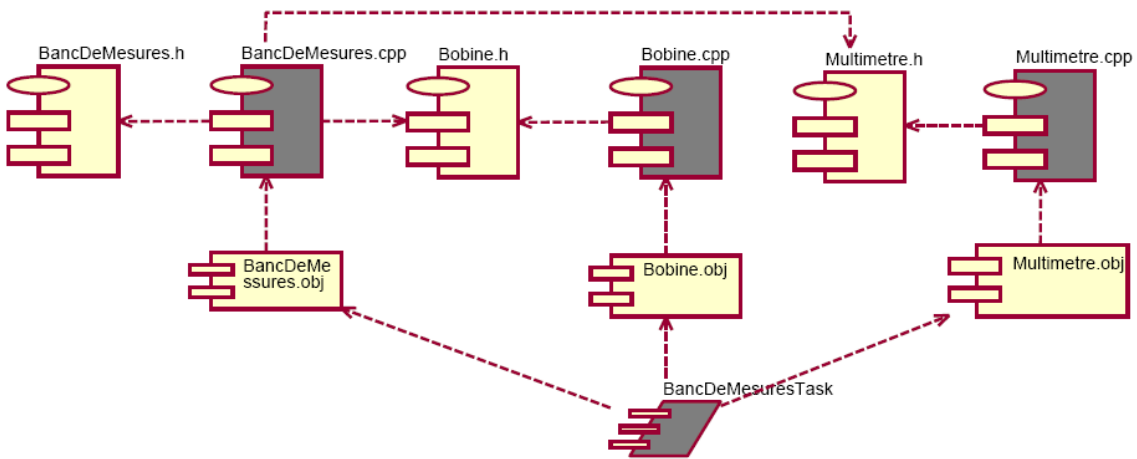 BancDeMesures.h
BancDeMesures.cpp
Bobine.h
Bobine.cpp
Multimetre.h
Multimetre.cpp
BancDeMe
ssures.obj
Bobine.obj
Multimetre.obj
BancDeMesuresTask